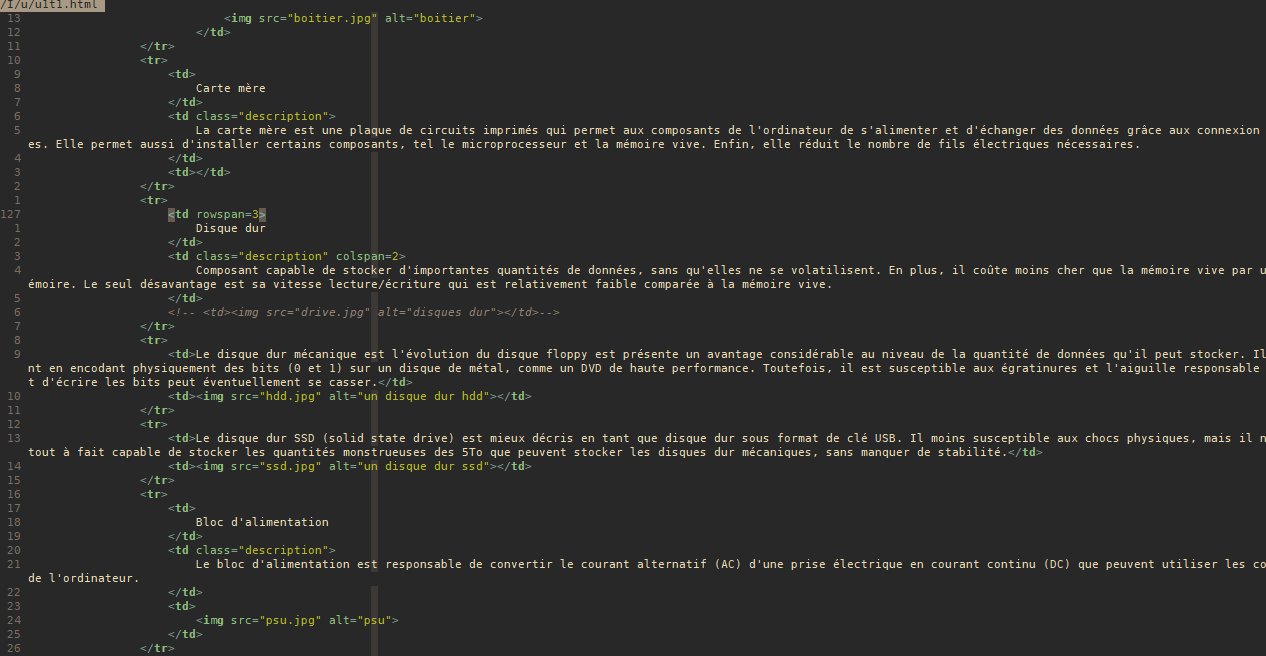 /I/u/u1t1.html
13 <img src="boitier.jpg" alt="boitier">
12 </td>
11 </tr>
10 <tr>
9 <td>
8 Carte mère
7 </td>
6 <td class="description">
5 La carte mère est une plaque de circuits imprimés qui permet aux composants de l'ordinateur de s'alimenter et d'échanger des données grâce aux connexion
es. Elle permet aussi d'installer certains composants, tel le microprocesseur et la mémoire vive. Enfin, elle réduit le nombre de fils électriques nécessaires.
4 </td>
3 <td></td>
2 </tr>
1 <tr>
127 <td rowspan=3>
1 Disque dur
2 </td>
3 <td class="description" colspan=2>
4 Composant capable de stocker d'importantes quantités de données, sans qu'elles ne se volatilisent. En plus, il coûte moins cher que la mémoire vive par u
émoire. Le seul désavantage est sa vitesse lecture/écriture qui est relativement faible comparée à la mémoire vive.
5 </td>
6 <!-- <td><img src="drive.jpg" alt="disques dur"></td>-->
7 </tr>
8 <tr>
9 <td>Le disque dur mécanique est l'évolution du disque floppy est présente un avantage considérable au niveau de la quantité de données qu'il peut stocker. Il
nt en encodant physiquement des bits (0 et 1) sur un disque de métal, comme un DVD de haute performance. Toutefois, il est susceptible aux égratinures et l'aiguille responsable
t d'écrire les bits peut éventuellement se casser.</td>
10 <td><img src="hdd.jpg" alt="un disque dur hdd"></td>
11 </tr>
12 <tr>
13 <td>Le disque dur SSD (solid state drive) est mieux décris en tant que disque dur sous format de clé USB. Il moins susceptible aux chocs physiques, mais il n
tout à fait capable de stocker les quantités monstrueuses des 5To que peuvent stocker les disques dur mécaniques, sans manquer de stabilité.</td>
14 <td><img src="ssd.jpg" alt="un disque dur ssd"></td>
15 </tr>
16 <tr>
17 <td>
18 Bloc d'alimentation
19 </td>
20 <td class="description">
21 Le bloc d'alimentation est responsable de convertir le courant alternatif (AC) d'une prise électrique en courant continu (DC) que peuvent utiliser les co
de l'ordinateur.
22 </td>
23 <td>
24 <img src="psu.jpg" alt="psu">
25 </td>
26 </tr>